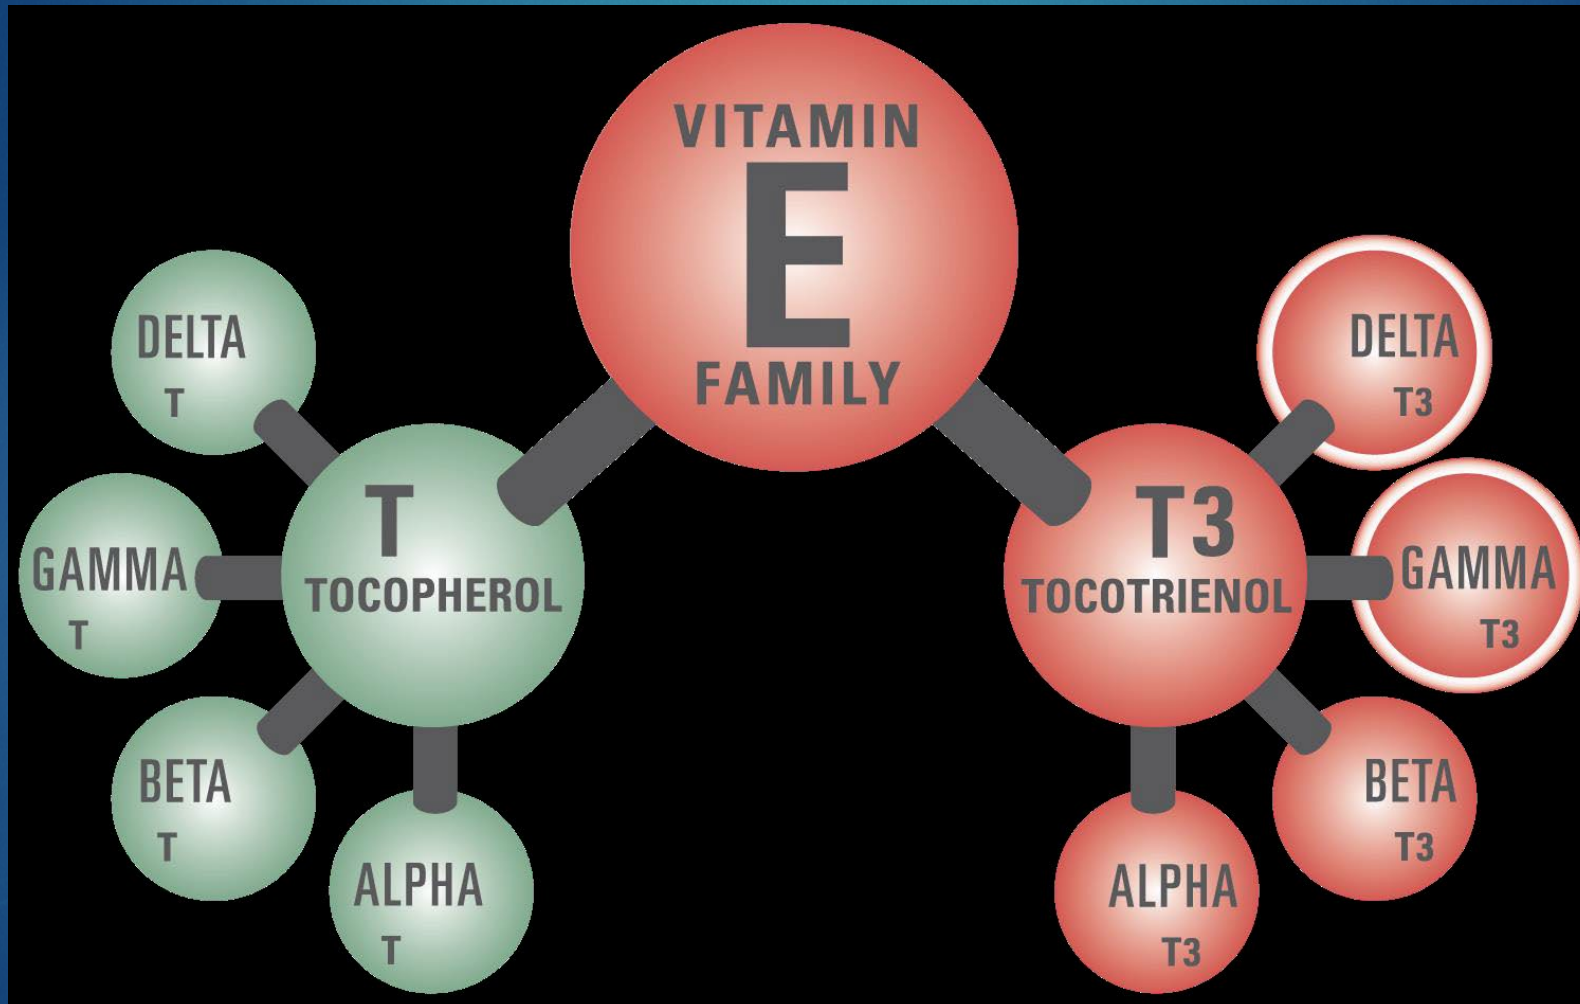 VITAMIN
E
FAMILY
DELTA
T
GAMMA
T
BETA
T
ALPHA
T
T
TOCOPHEROL
T3
TOCOTRIENOL
DELTA
T3
GAMMA
T3
BETA
T3
ALPHA
T3